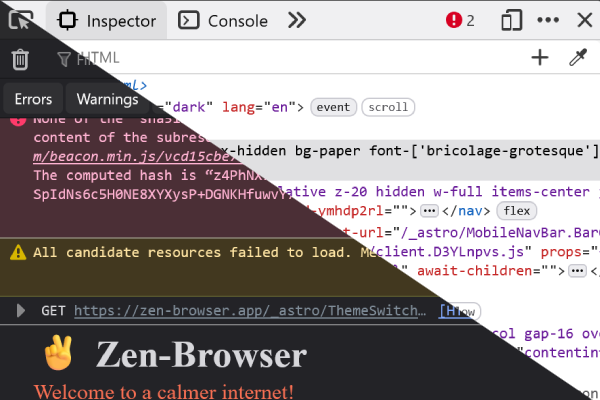 Inspector Console 2
HTML
ml>
="dark" lang="en"> event scroll
Errors Warnings
None of the "sha51
content of the subres
x-hidden bg-paper font-['bricolage-grotesque']
m/beacon.min.js/vcd15cbe
The computed hash is “z4PhNX
SpIdNs6c5H0NE8XYXysP+DGNKHfuwvY
lative z-20 hidden w-full items-center
-ymhdp2rl=""> </nav> flex
t-url="/_astro/MobileNavBar.Bar
All candidate resources failed to load. M
/client.D3YLnpvs.js" props=
" await-children=""> </
GET https://zen-browser.app/_astro/ThemeSwitch… [H
low
col gap-16 ov
="contentin
✌ Zen-Browser
Welcome to a calmer internet!